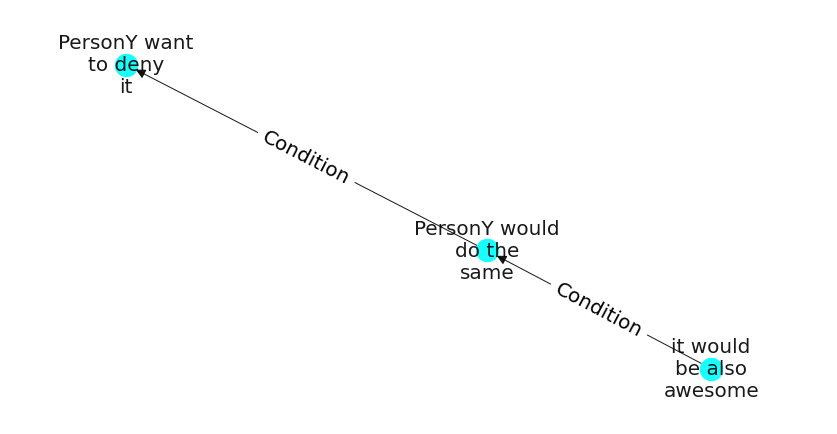 PersonY want
to deny
it
Condition
PersonY would
do the
same
Condition
it would
be also
awesome